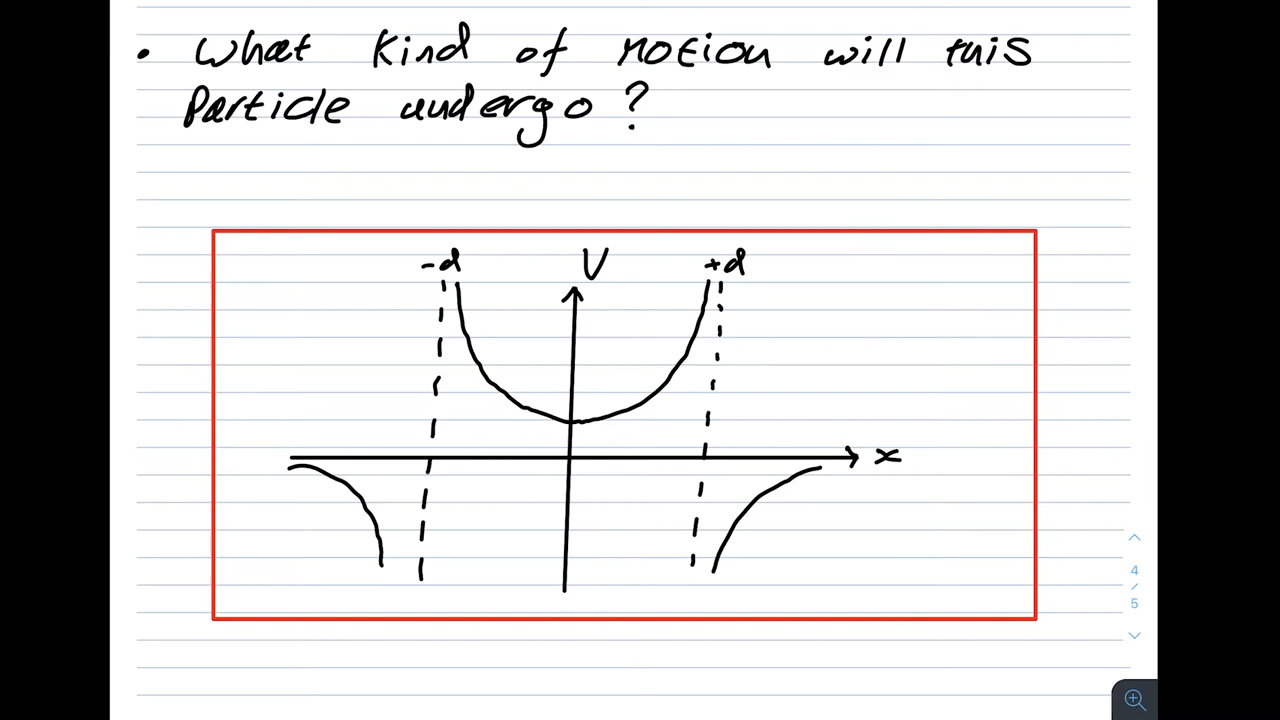 • What kind of motion will this
particle undergo?
-d
V
+d
x
4
/
5